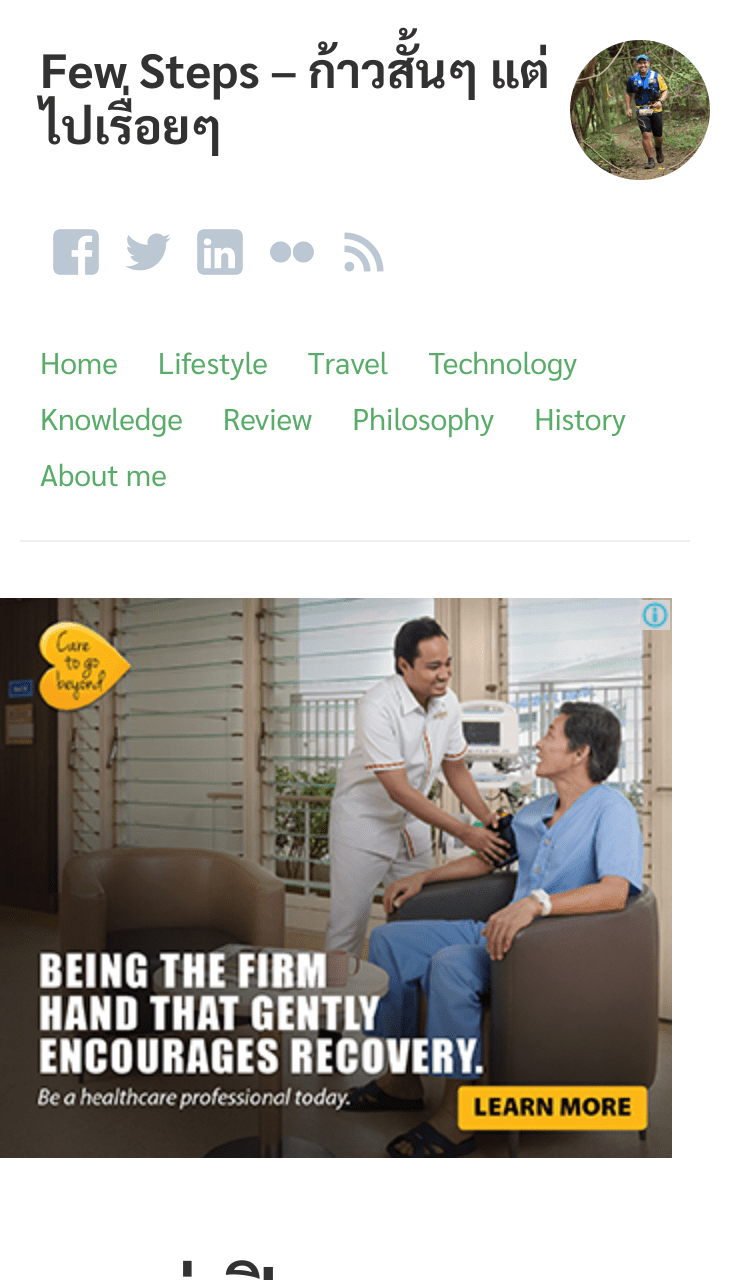 Few Steps – ก้าวสั้นๆ แต่
ไปเรื่อยๆ
Home Lifestyle Travel Technology
Knowledge Review Philosophy History
About me
Care
to go
beyond
BEING THE FIRM
HAND THAT GENTLY
ENCOURAGES RECOVERY.
Be a healthcare professional today.
LEARN MORE